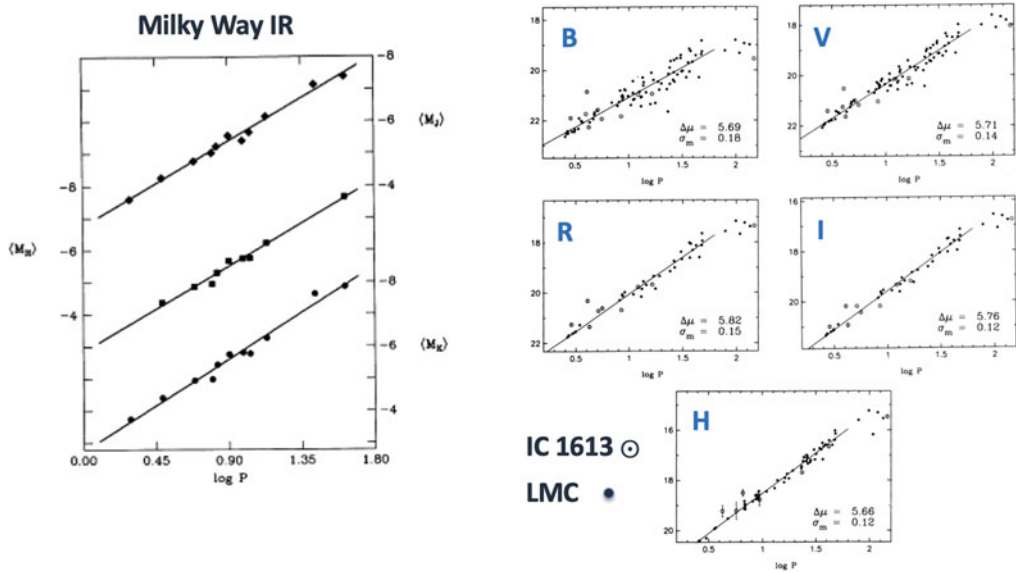 Milky Way IR
-8
⟨M_J⟩
-6
-8
-4
⟨M_H⟩
-6
-8
-4
⟨M_K⟩
-6
-4
0.00 0.45 0.90 1.35 1.80
log P
B
18
20
22
Δμ = 5.69
σm = 0.18
0.5 1 1.5 2
log P
V
18
20
22
Δμ = 5.71
σm = 0.14
0.5 1 1.5 2
log P
R
18
20
22
Δμ = 5.82
σm = 0.15
0.5 1 1.5 2
log P
I
16
18
20
Δμ = 5.76
σm = 0.12
0.5 1 1.5 2
log P
H
16
18
20
Δμ = 5.66
σm = 0.12
0.5 1 1.5 2
log P
IC 1613
LMC